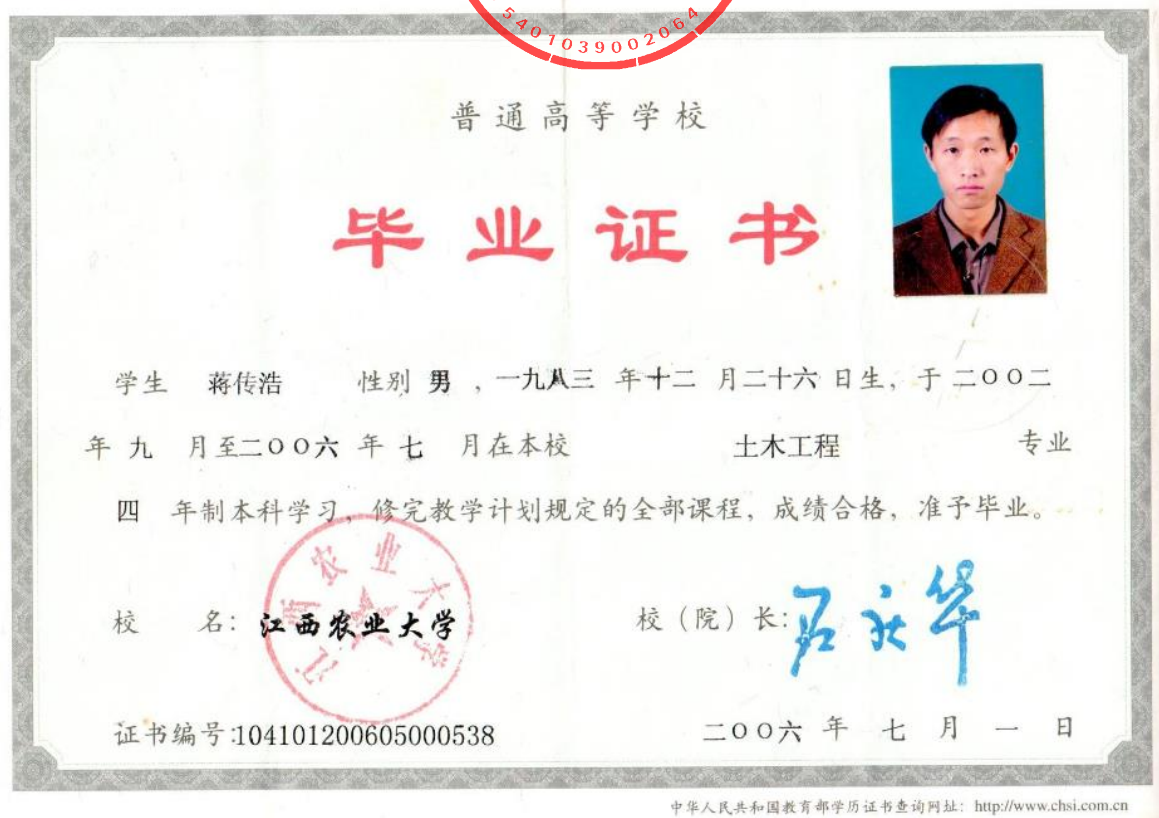 5401039002064
普通高等学校
毕业证书
学生 蒋传浩 性别 男 ，一九八三 年十二 月二十六 日生，于 二〇〇二
年 九 月至二〇〇六 年 七 月在本校 土木工程 专业
四 年制本科学习，修完教学计划规定的全部课程，成绩合格，准予毕业。
江西农业大学
校 名：江西农业大学 校（院）长：
证书编号:104101200605000538 二〇〇六 年 七 月 一 日
中华人民共和国教育部学历证书查询网址：http://www.chsi.com.cn